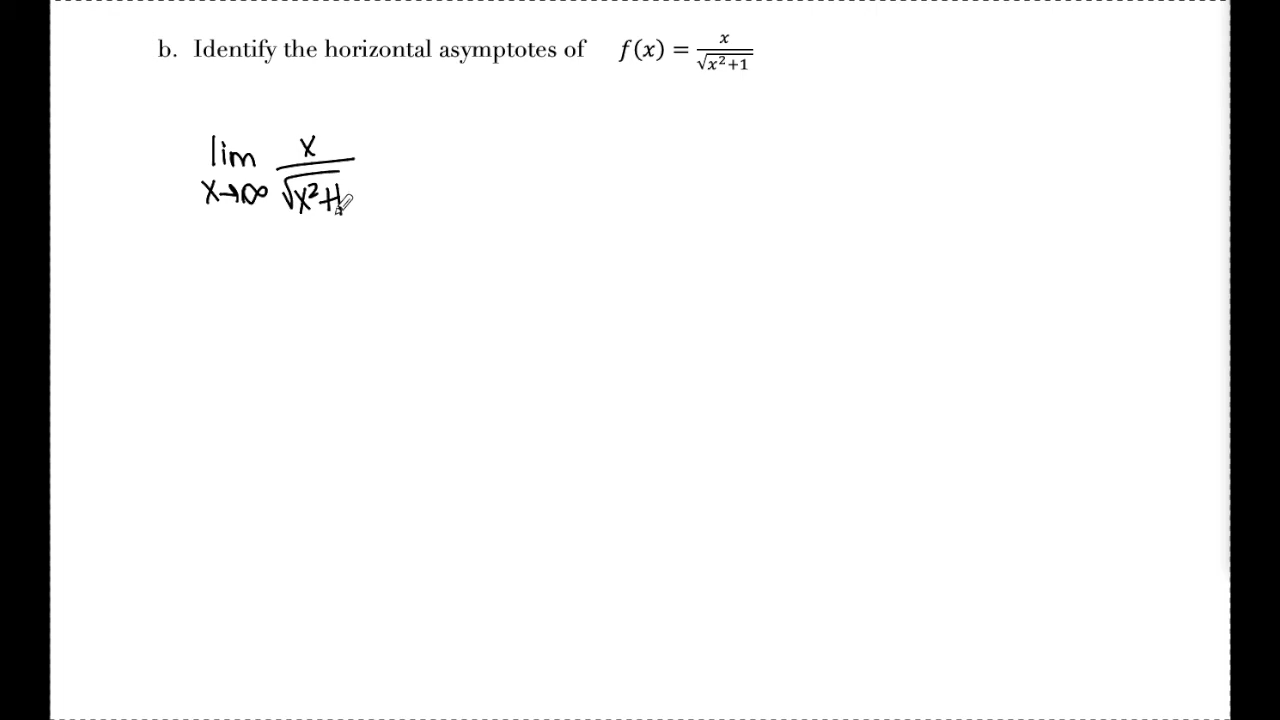 b. Identify the horizontal asymptotes of f(x) = x/√(x²+1)
lim x→∞ x/√(x²+1)